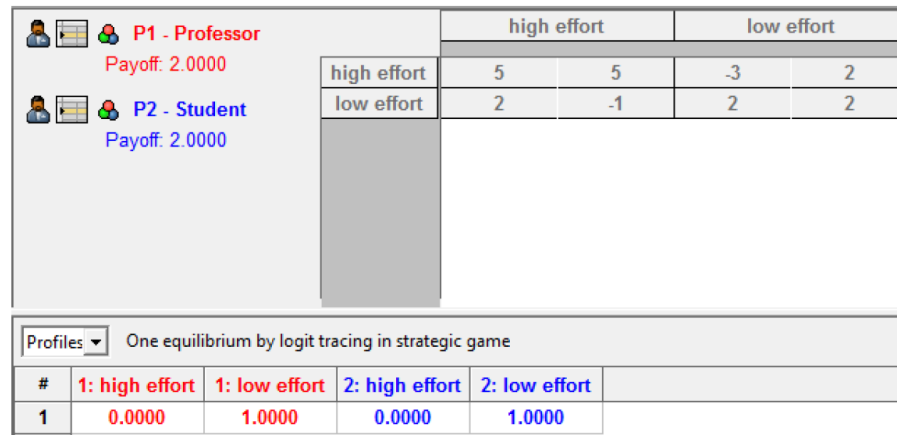 P1 - Professor
Payoff: 2.0000
P2 - Student
Payoff: 2.0000
high effort low effort
high effort 5 5 -3 2
low effort 2 -1 2 2
Profiles One equilibrium by logit tracing in strategic game
# 1: high effort 1: low effort 2: high effort 2: low effort
1 0.0000 1.0000 0.0000 1.0000